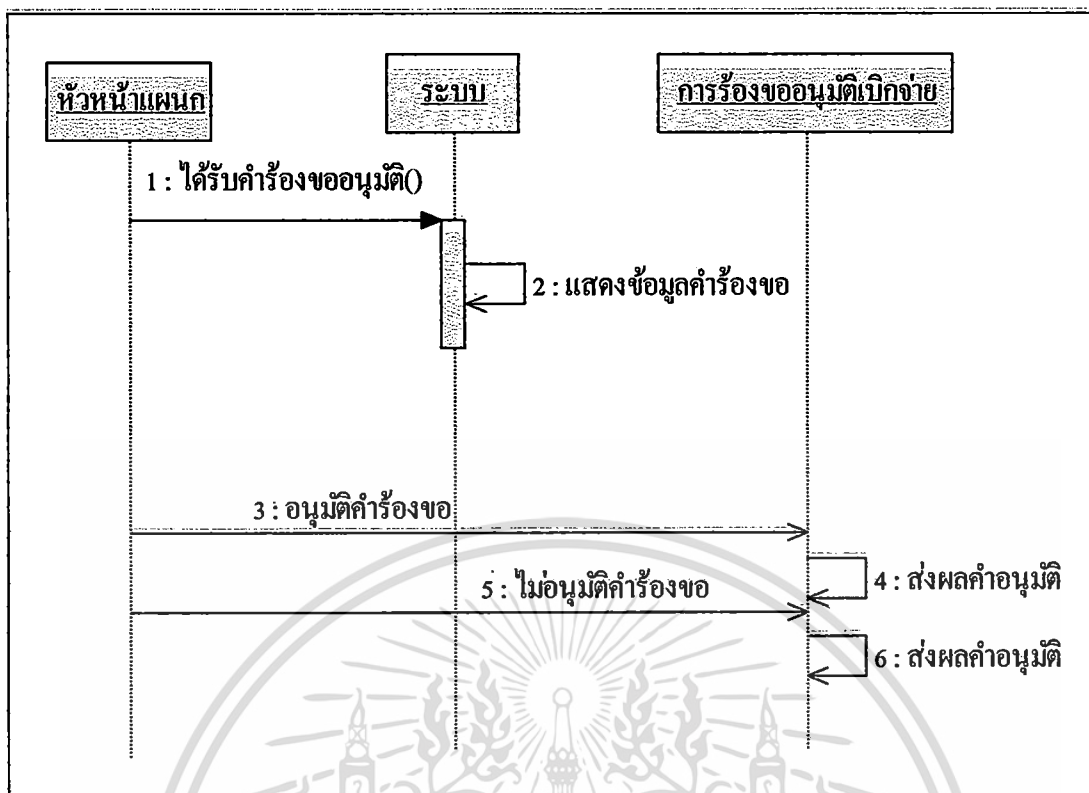 หัวหน้าแผนก
ระบบ
การร้องขออนุมัติเบิกจ่าย
1 : ได้รับคำร้องขออนุมัติ()
2 : แสดงข้อมูลคำร้องขอ
3 : อนุมัติคำร้องขอ
4 : ส่งผลคำอนุมัติ
5 : ไม่อนุมัติคำร้องขอ
6 : ส่งผลคำอนุมัติ